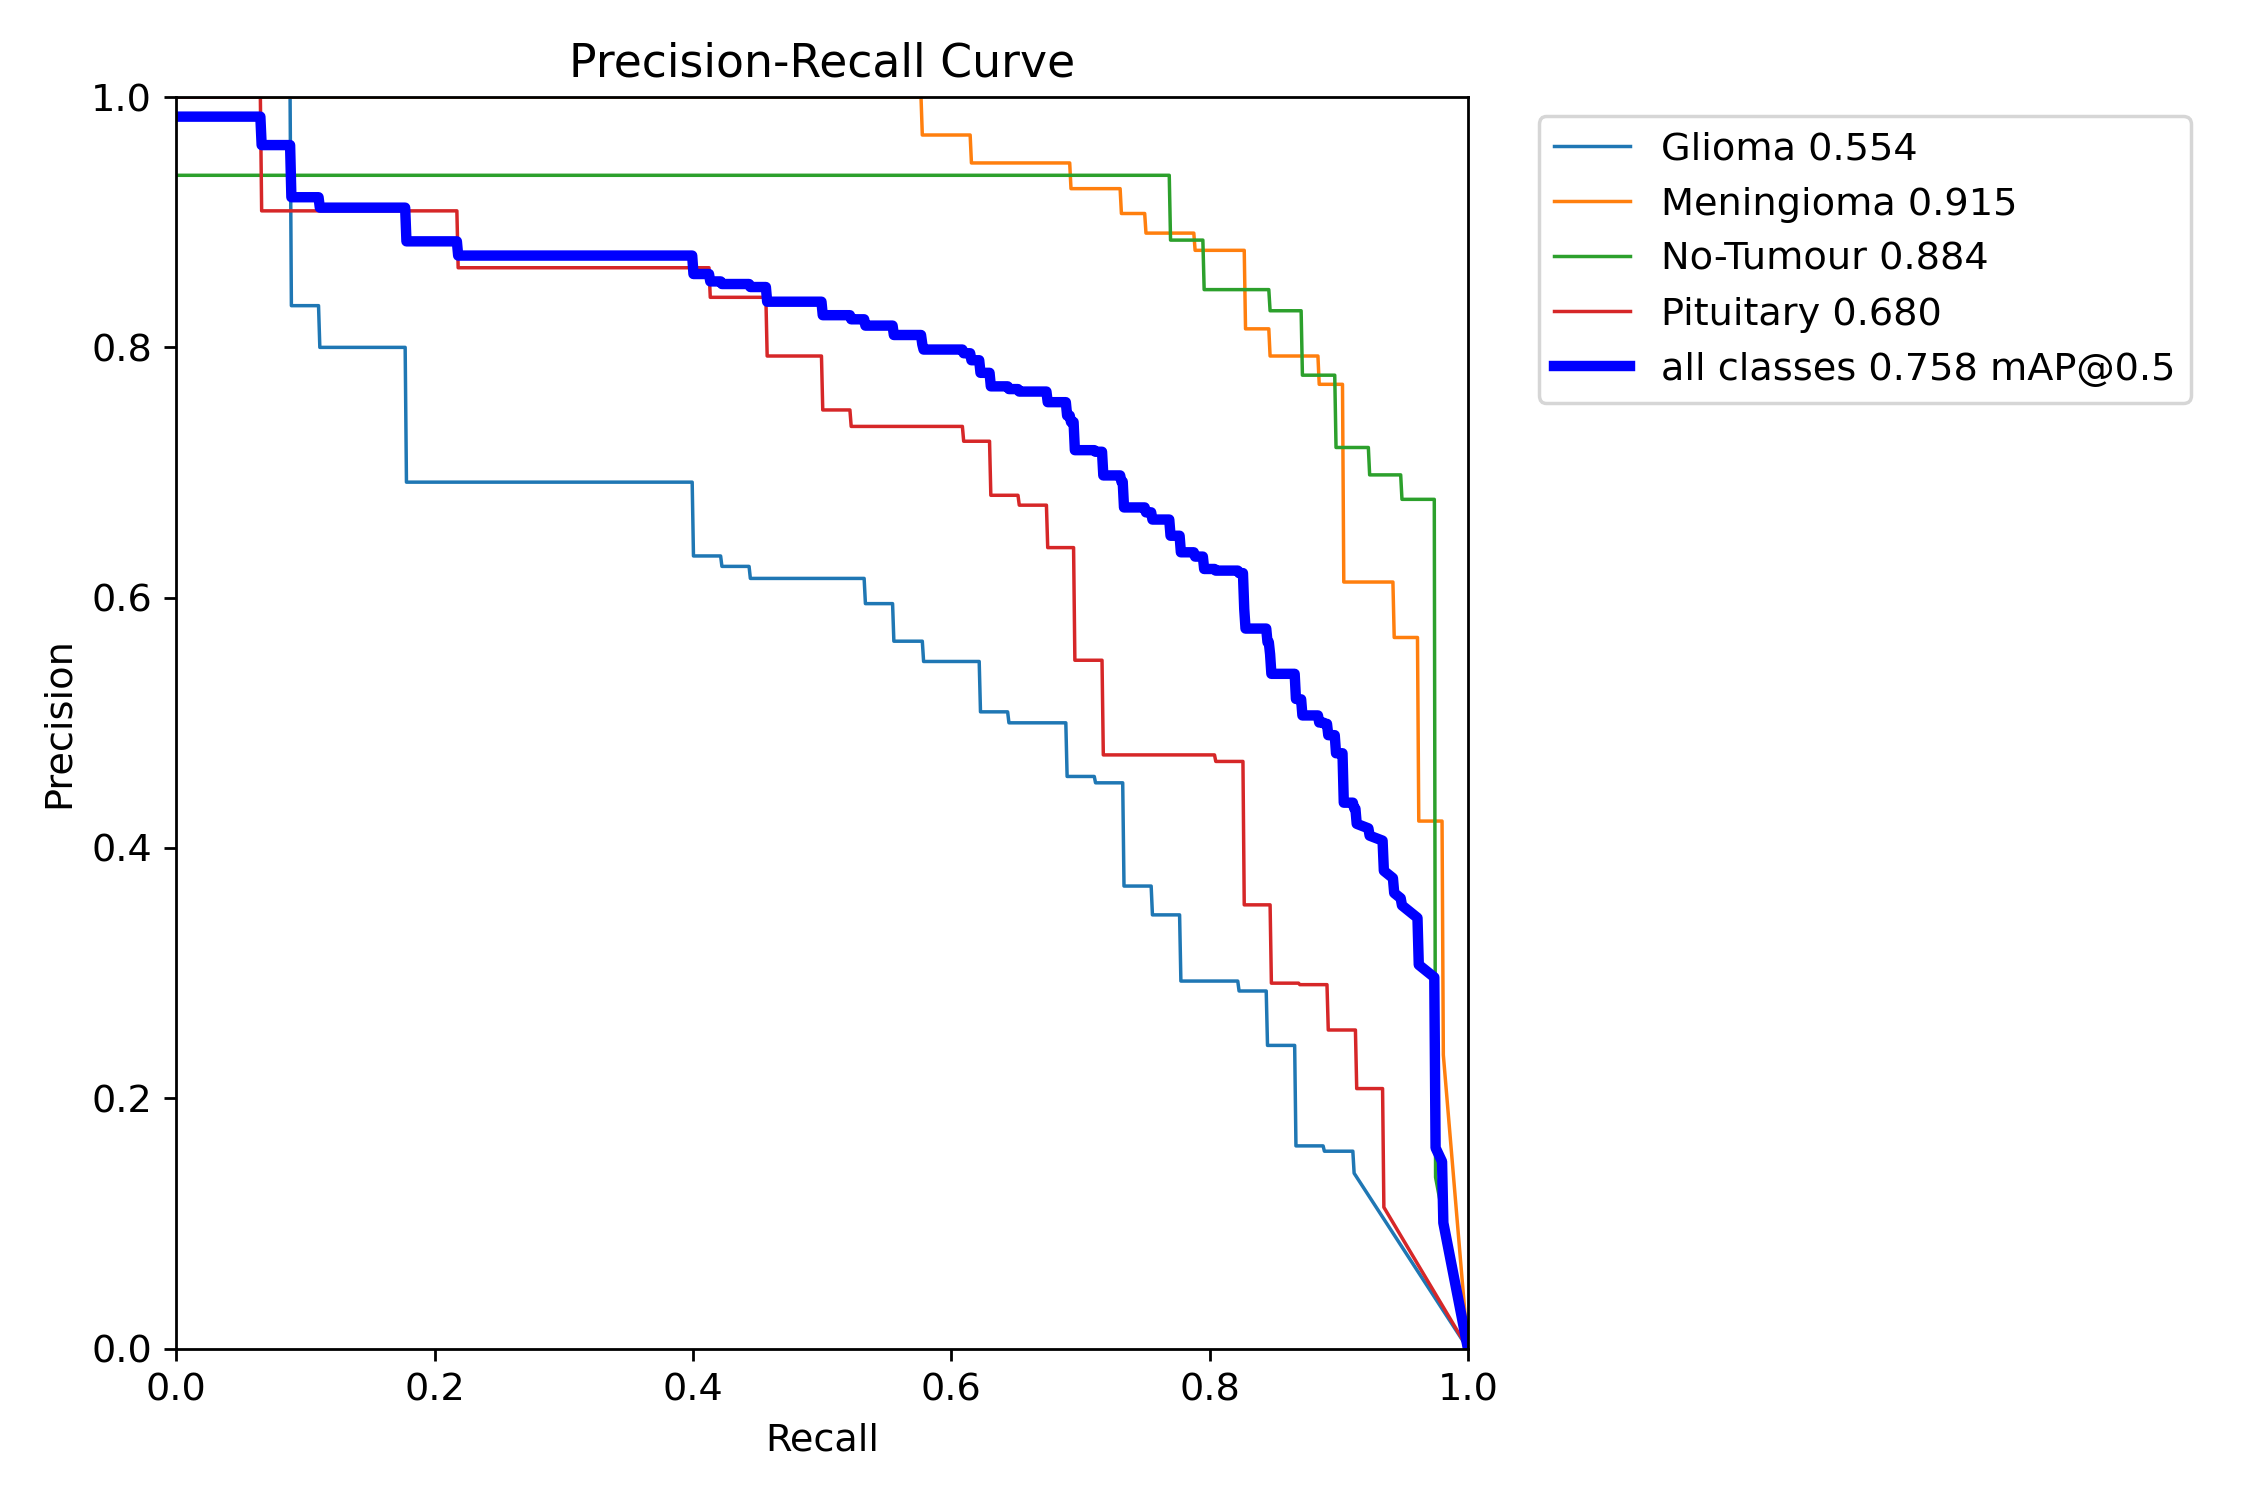 Precision-Recall Curve
1.0
0.8
0.6
0.4
0.2
0.0
Precision
0.0 0.2 0.4 0.6 0.8 1.0
Recall
Glioma 0.554
Meningioma 0.915
No-Tumour 0.884
Pituitary 0.680
all classes 0.758 mAP@0.5